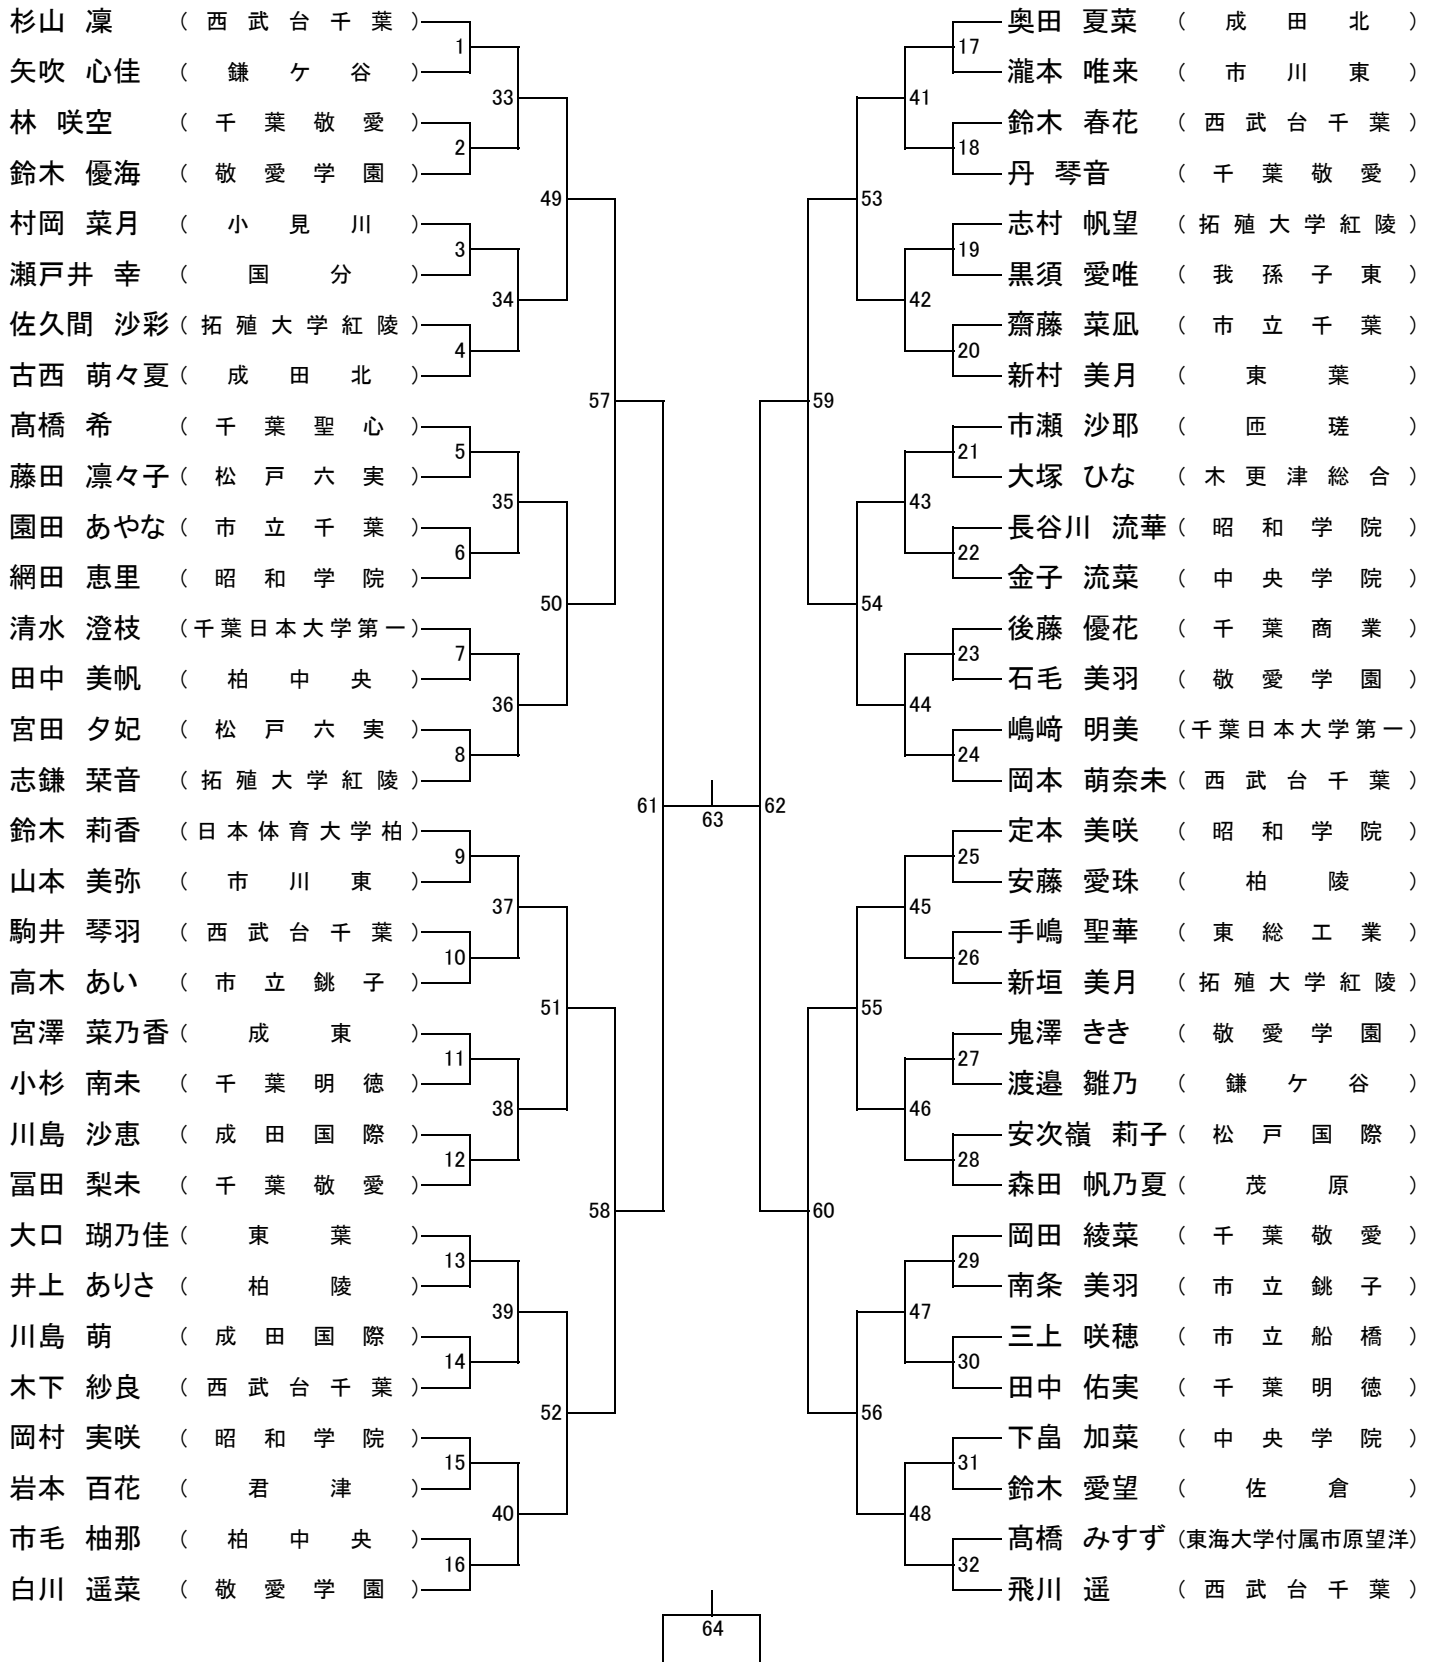 杉山 凜 ( 西武台千葉 )
1
矢吹 心佳 ( 鎌ケ谷 )
33
林 咲空 ( 千葉敬愛 )
2
鈴木 優海 ( 敬愛学園 )
49
村岡 菜月 ( 小見川 )
3
瀬戸井 幸 ( 国分 )
34
佐久間 沙彩 ( 拓殖大学紅陵 )
4
古西 萌々夏 ( 成田北 )
57
髙橋 希 ( 千葉聖心 )
5
藤田 凛々子 ( 松戸六実 )
35
園田 あやな ( 市立千葉 )
6
網田 恵里 ( 昭和学院 )
50
清水 澄枝 ( 千葉日本大学第一 )
7
田中 美帆 ( 柏中央 )
36
宮田 夕妃 ( 松戸六実 )
8
志鎌 栞音 ( 拓殖大学紅陵 )
61
鈴木 莉香 ( 日本体育大学柏 )
9
山本 美弥 ( 市川東 )
37
駒井 琴羽 ( 西武台千葉 )
10
高木 あい ( 市立銚子 )
51
宮澤 菜乃香 ( 成東 )
11
小杉 南未 ( 千葉明徳 )
38
川島 沙恵 ( 成田国際 )
12
冨田 梨未 ( 千葉敬愛 )
58
大口 瑚乃佳 ( 東葉 )
13
井上 ありさ ( 柏陵 )
39
川島 萌 ( 成田国際 )
14
木下 紗良 ( 西武台千葉 )
52
岡村 実咲 ( 昭和学院 )
15
岩本 百花 ( 君津 )
40
市毛 柚那 ( 柏中央 )
16
白川 遥菜 ( 敬愛学園 )
63
奥田 夏菜 ( 成田北 )
17
瀧本 唯来 ( 市川東 )
41
鈴木 春花 ( 西武台千葉 )
18
丹 琴音 ( 千葉敬愛 )
53
志村 帆望 ( 拓殖大学紅陵 )
19
黒須 愛唯 ( 我孫子東 )
42
齋藤 菜凪 ( 市立千葉 )
20
新村 美月 ( 東葉 )
59
市瀬 沙耶 ( 匝瑳 )
21
大塚 ひな ( 木更津総合 )
43
長谷川 流華 ( 昭和学院 )
22
金子 流菜 ( 中央学院 )
54
後藤 優花 ( 千葉商業 )
23
石毛 美羽 ( 敬愛学園 )
44
嶋﨑 明美 ( 千葉日本大学第一 )
24
岡本 萌奈未 ( 西武台千葉 )
62
定本 美咲 ( 昭和学院 )
25
安藤 愛珠 ( 柏陵 )
45
手嶋 聖華 ( 東総工業 )
26
新垣 美月 ( 拓殖大学紅陵 )
55
鬼澤 きき ( 敬愛学園 )
27
渡邉 雛乃 ( 鎌ケ谷 )
46
安次嶺 莉子 ( 松戸国際 )
28
森田 帆乃夏 ( 茂原 )
60
岡田 綾菜 ( 千葉敬愛 )
29
南条 美羽 ( 市立銚子 )
47
三上 咲穂 ( 市立船橋 )
30
田中 佑実 ( 千葉明徳 )
56
下畠 加菜 ( 中央学院 )
31
鈴木 愛望 ( 佐倉 )
48
髙橋 みすず (東海大学付属市原望洋)
32
飛川 遥 ( 西武台千葉 )
64